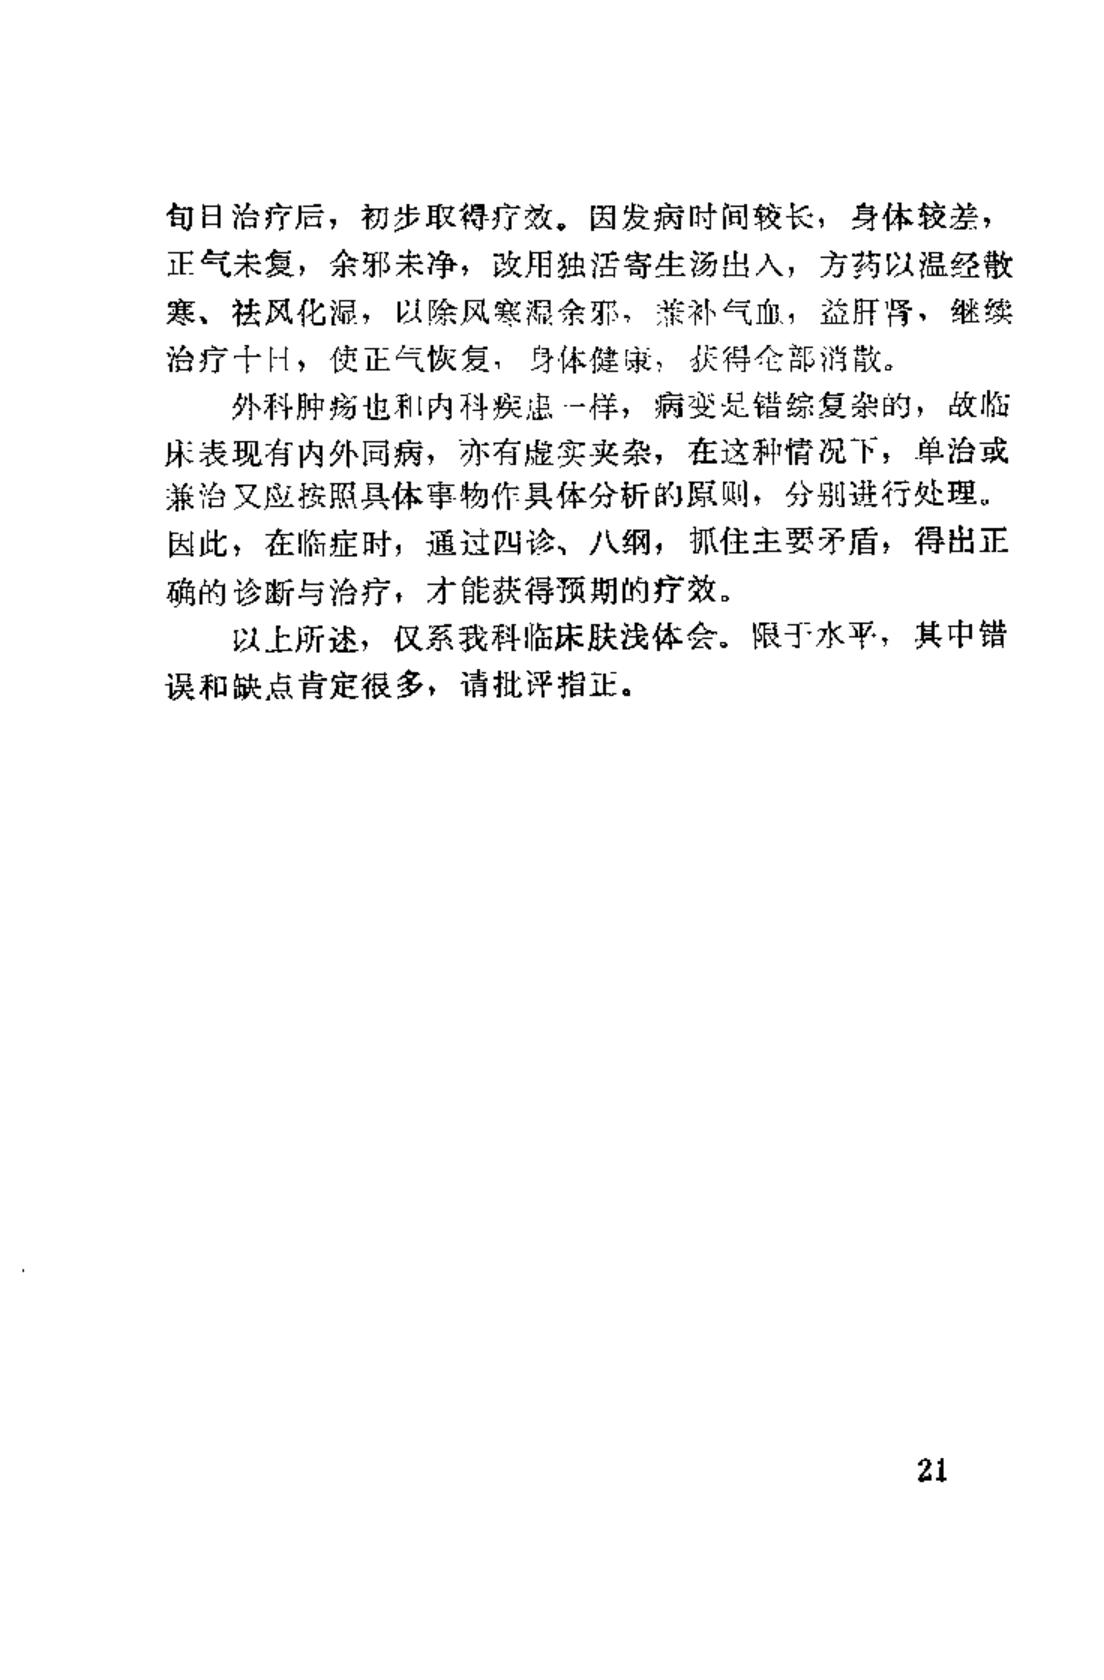 旬日治疗后，初步取得疗效。因发病时间较长，身体较差，
正气未复，余邪未净，改用独活寄生汤出入，方药以温经散
寒、祛风化湿，以除风寒湿余邪，兼补气血，益肝肾，继续
治疗十日，使正气恢复，身体健康，获得全部消散。
外科肿疡也和内科疾患一样，病变是错综复杂的，故临
床表现有内外同病，亦有虚实夹杂，在这种情况下，单治或
兼治又应按照具体事物作具体分析的原则，分别进行处理。
因此，在临症时，通过四诊、八纲，抓住主要矛盾，得出正
确的诊断与治疗，才能获得预期的疗效。
以上所述，仅系我科临床肤浅体会。限于水平，其中错
误和缺点肯定很多，请批评指正。
21